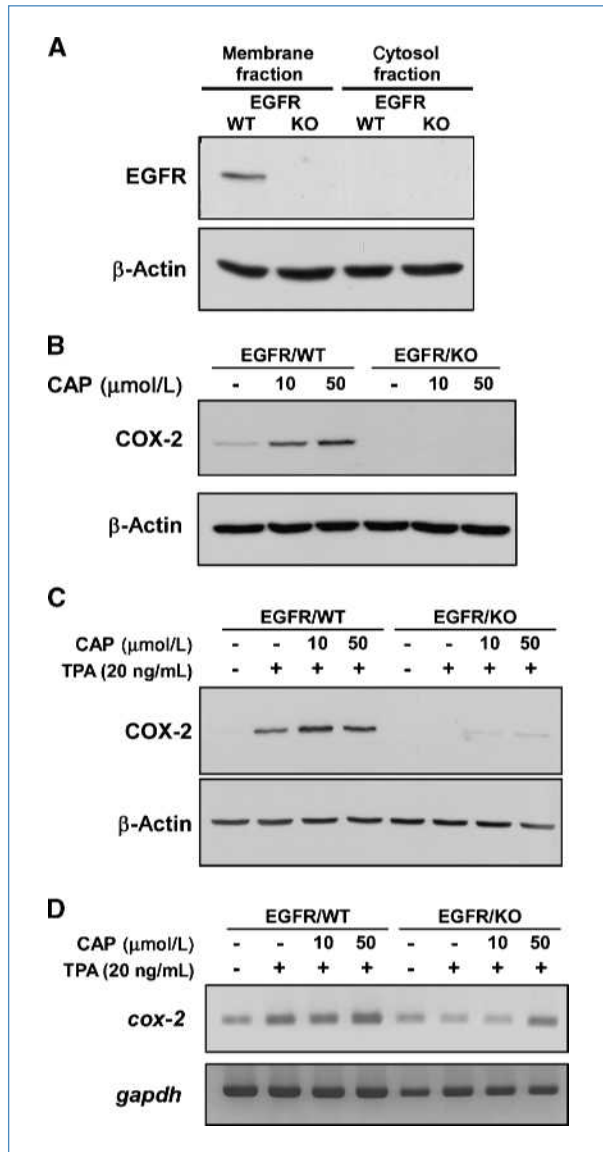 A
Membrane fraction
Cytosol fraction
EGFR
EGFR
WT KO WT KO
EGFR
β-Actin
B
EGFR/WT EGFR/KO
CAP (μmol/L) - 10 50 - 10 50
COX-2
β-Actin
C
EGFR/WT EGFR/KO
CAP (μmol/L) - - 10 50 - - 10 50
TPA (20 ng/mL) - + + + - + + +
COX-2
β-Actin
D
EGFR/WT EGFR/KO
CAP (μmol/L) - - 10 50 - - 10 50
TPA (20 ng/mL) - + + + - + + +
cox-2
gapdh